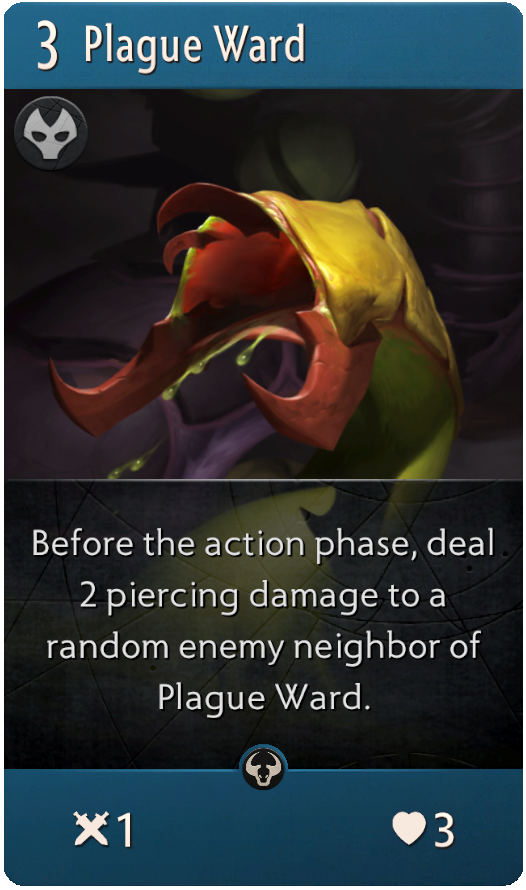 3 Plague Ward
Before the action phase, deal
2 piercing damage to a
random enemy neighbor of
Plague Ward.
1 3